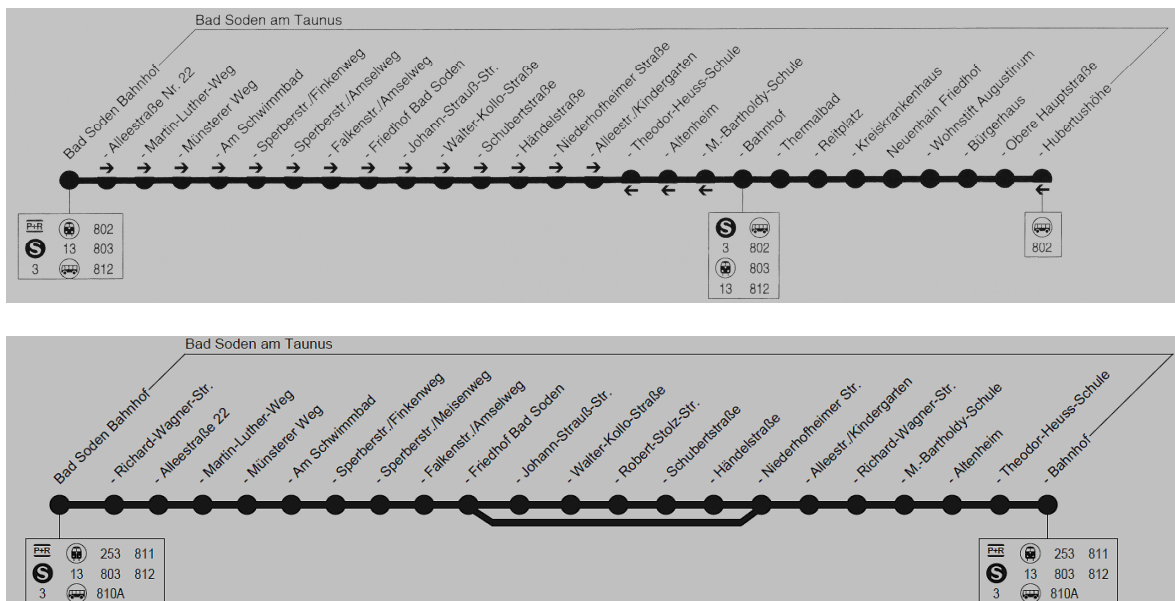 Bad Soden am Taunus
Bad Soden Bahnhof
- Alleestraße Nr. 22
- Martin-Luther-Weg
- Münsterer Weg
- Am Schwimmbad
- Sperberstr./Finkenweg
- Sperberstr./Amselweg
- Falkenstr./Amselweg
- Friedhof Bad Soden
- Johann-Strauß-Str.
- Walter-Kollo-Straße
- Schubertstraße
- Händelstraße
- Niederhofheimer Straße
- Alleestr./Kindergarten
- Theodor-Heuss-Schule
- Altenheim
- M.-Bartholdy-Schule
- Bahnhof
- Thermalbad
- Reitplatz
- Kreiskrankenhaus
Neuenhain Friedhof
- Wohnstift Augustinum
- Bürgerhaus
- Obere Hauptstraße
- Hubertushöhe
P+R 802
S 13 803
3 812
S
3 802
803
13 812
802
Bad Soden am Taunus
Bad Soden Bahnhof
- Richard-Wagner-Str.
- Alleestraße 22
- Martin-Luther-Weg
- Münsterer Weg
- Am Schwimmbad
- Sperberstr./Finkenweg
- Sperberstr./Meisenweg
- Falkenstr./Amselweg
- Friedhof Bad Soden
- Johann-Strauß-Str.
- Walter-Kollo-Straße
- Robert-Stolz-Str.
- Schubertstraße
- Händelstraße
- Niederhofheimer Str.
- Alleestr./Kindergarten
- Richard-Wagner-Str.
- M.-Bartholdy-Schule
- Altenheim
- Theodor-Heuss-Schule
- Bahnhof
P+R 253 811
S 13 803 812
3 810A
P+R 253 811
S 13 803 812
3 810A